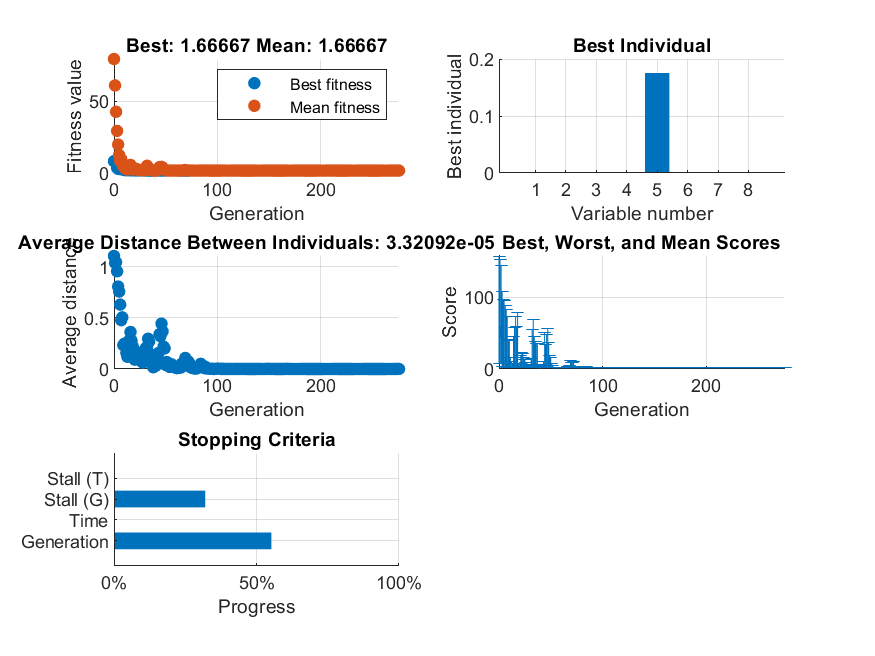 Best: 1.66667 Mean: 1.66667
Fitness value
50
0
Best fitness
Mean fitness
0 100 200
Generation
Best Individual
Best individual
0.2
0.1
0
1 2 3 4 5 6 7 8
Variable number
Average Distance Between Individuals: 3.32092e-05
Average distance
1
0.5
0
0 100 200
Generation
Best, Worst, and Mean Scores
Score
100
0
0 100 200
Generation
Stopping Criteria
Stall (T)
Stall (G)
Time
Generation
0% 50% 100%
Progress